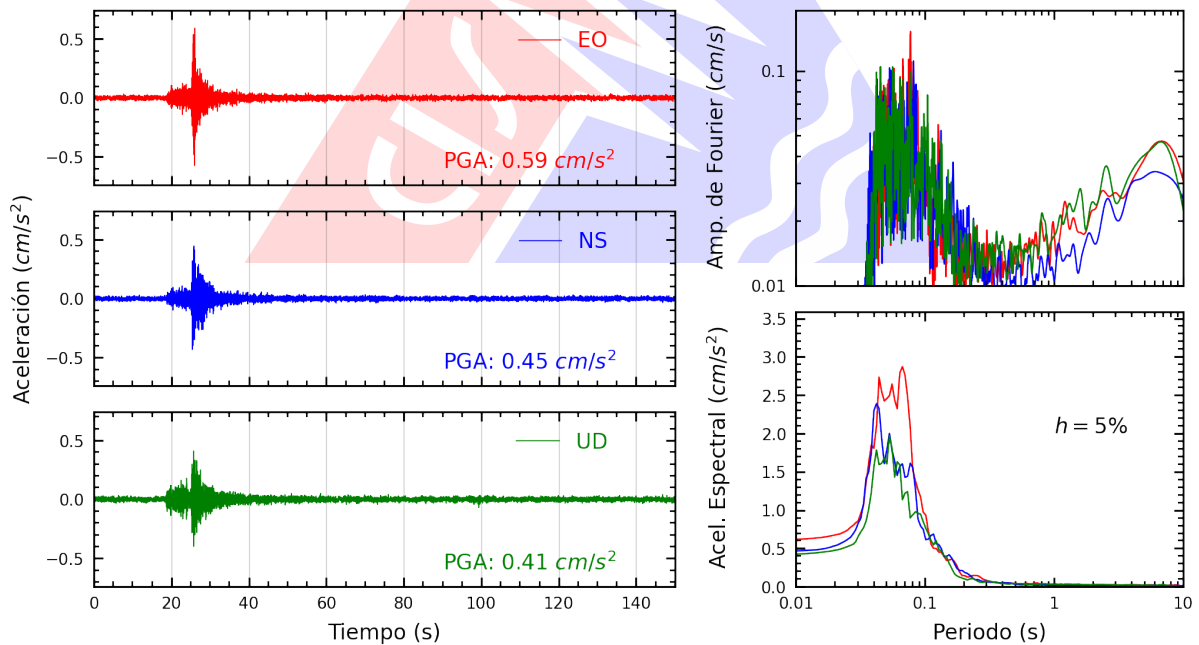 Aceleración (cm/s²)
0.5
0.0
−0.5
EO
PGA: 0.59 cm/s²
0.5
0.0
−0.5
NS
PGA: 0.45 cm/s²
0.5
0.0
−0.5
UD
PGA: 0.41 cm/s²
0 20 40 60 80 100 120 140
Tiempo (s)
Amp. de Fourier (cm/s)
0.1
0.01
Acel. Espectral (cm/s²)
3.5
3.0
2.5
2.0
1.5
1.0
0.5
0.0
h = 5%
0.01 0.1 1 10
Periodo (s)